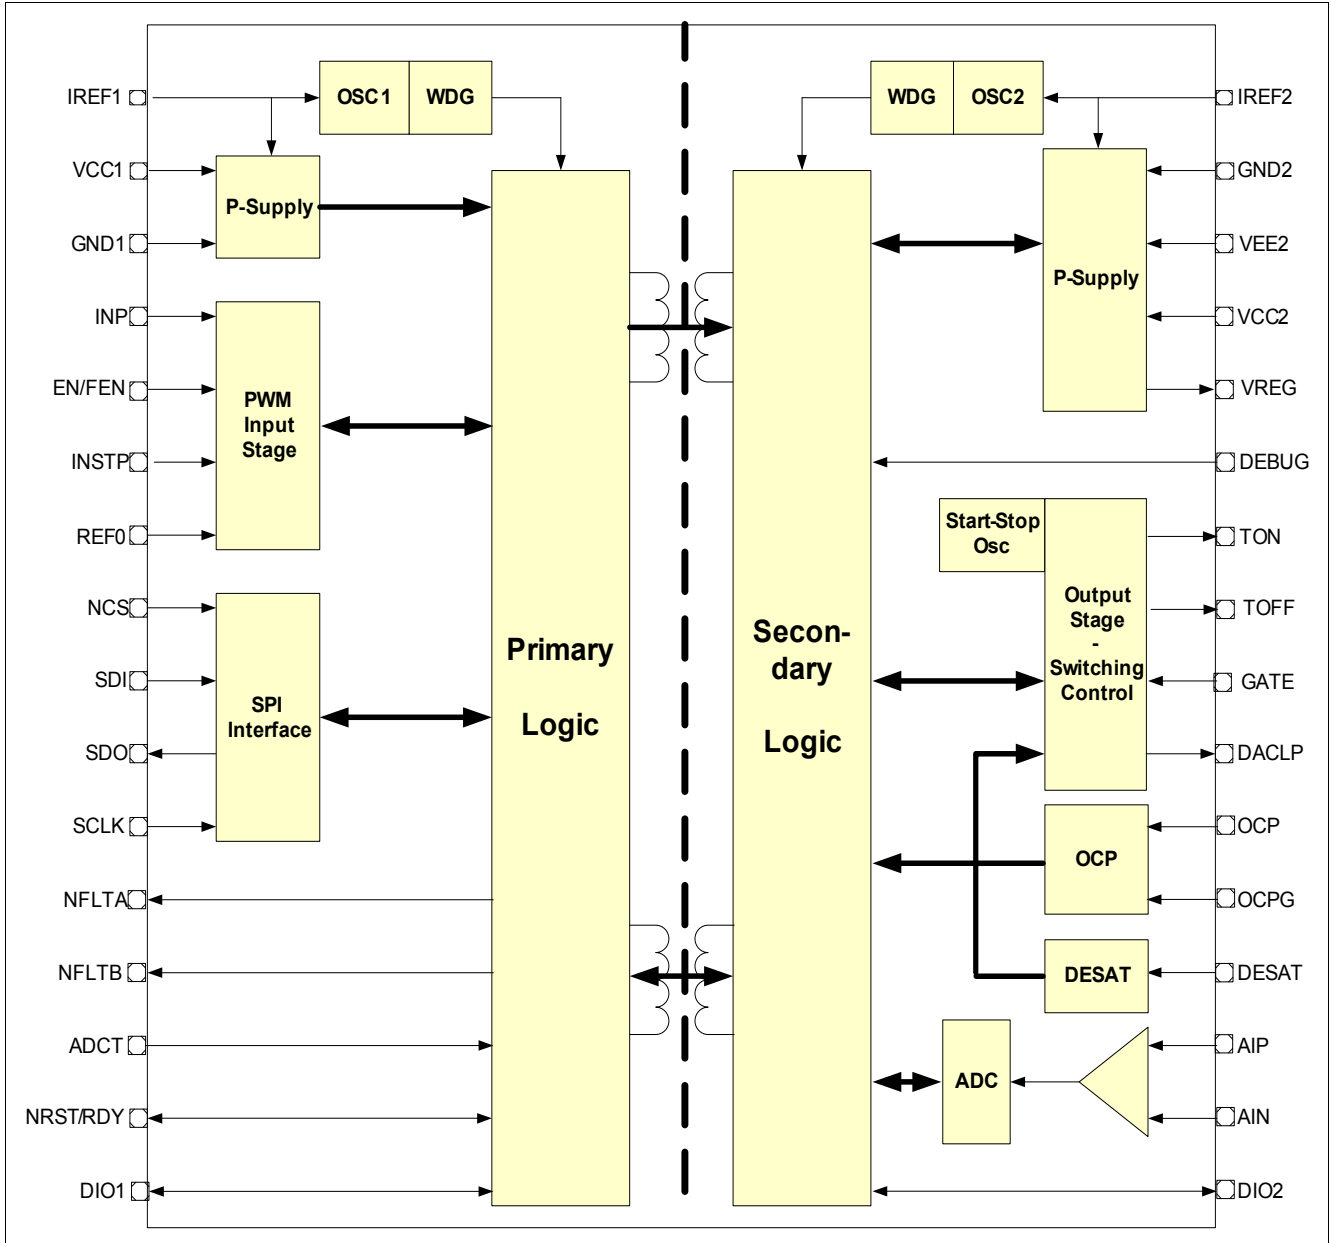 IREF1
OSC1
WDG
WDG
OSC2
IREF2
VCC1
P-Supply
GND1
GND2
VEE2
P-Supply
VCC2
VREG
INP
EN/FEN
PWM
Input
Stage
INSTP
REF0
DEBUG
Start-Stop
Osc
TON
NCS
SDI
SPI
Interface
SDO
SCLK
Primary
Logic
Secon-
dary
Logic
Output
Stage
-
Switching
Control
TOFF
GATE
DACLP
OCP
OCP
OCPG
NFLTA
NFLTB
DESAT
DESAT
ADCT
ADC
AIP
NRST/RDY
AIN
DIO1
DIO2